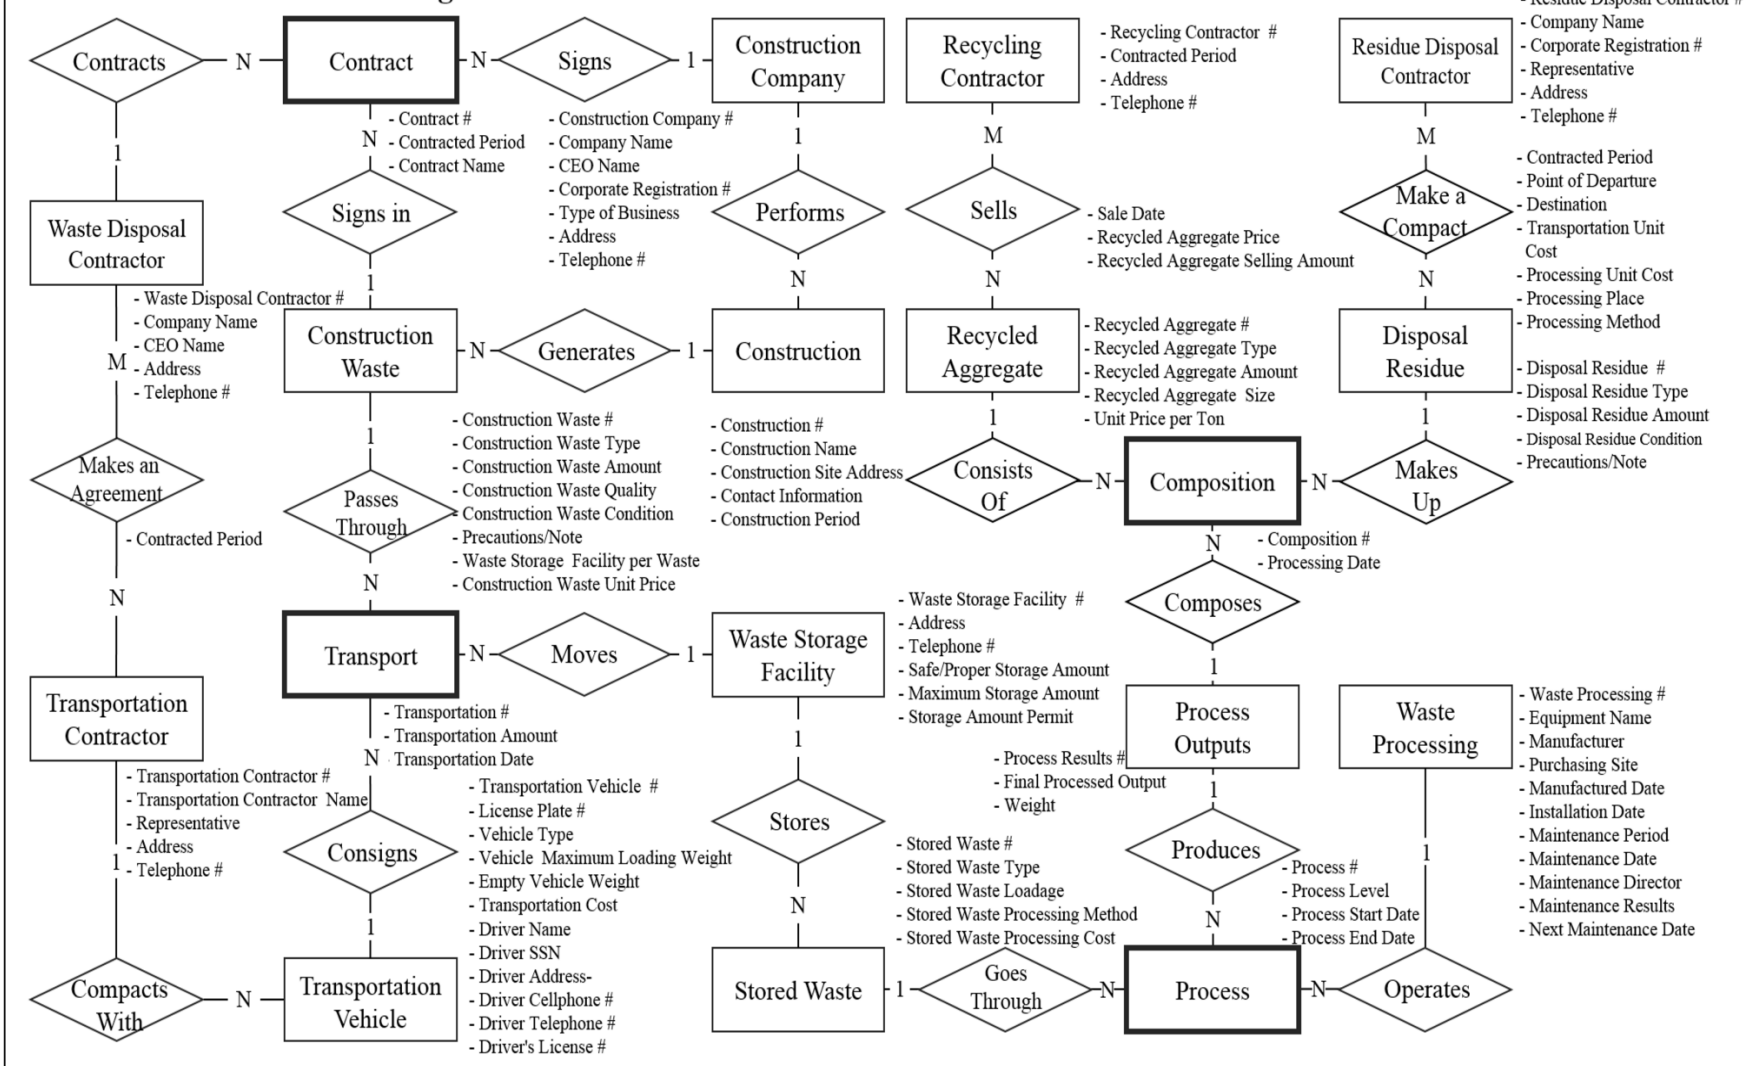 - Residue Disposal Contractor #
Contracts
N
Contract
N
Signs
1
Construction
Company
Recycling
Contractor
- Recycling Contractor #
- Contracted Period
- Address
- Telephone #
Residue Disposal
Contractor
- Company Name
- Corporate Registration #
- Representative
- Address
- Telephone #
1
N
- Contract #
- Contracted Period
- Contract Name
- Construction Company #
- Company Name
- CEO Name
- Corporate Registration #
- Type of Business
- Address
- Telephone #
1
M
M
Signs in
Performs
Sells
- Sale Date
- Recycled Aggregate Price
- Recycled Aggregate Selling Amount
Make a
Compact
- Contracted Period
- Point of Departure
- Destination
- Transportation Unit
Cost
- Processing Unit Cost
- Processing Place
- Processing Method
Waste Disposal
Contractor
1
N
N
N
- Waste Disposal Contractor #
- Company Name
- CEO Name
- Address
- Telephone #
M
Construction
Waste
N
Generates
1
Construction
Recycled
Aggregate
- Recycled Aggregate #
- Recycled Aggregate Type
- Recycled Aggregate Amount
- Recycled Aggregate Size
- Unit Price per Ton
Disposal
Residue
- Disposal Residue #
- Disposal Residue Type
- Disposal Residue Amount
- Disposal Residue Condition
- Precautions/Note
1
- Construction Waste #
- Construction Waste Type
- Construction Waste Amount
- Construction Waste Quality
- Construction Waste Condition
- Precautions/Note
- Waste Storage Facility per Waste
- Construction Waste Unit Price
- Construction #
- Construction Name
- Construction Site Address
- Contact Information
- Construction Period
1
1
Makes an
Agreement
- Contracted Period
Passes
Through
Consists
Of
N
Composition
N
Makes
Up
N
- Composition #
- Processing Date
N
N
Composes
Transport
N
Moves
1
Waste Storage
Facility
- Waste Storage Facility #
- Address
- Telephone #
- Safe/Proper Storage Amount
- Maximum Storage Amount
- Storage Amount Permit
1
Transportation
Contractor
- Transportation #
- Transportation Amount
Transportation Date
N
1
Process
Outputs
- Process Results #
- Final Processed Output
- Weight
Waste
Processing
- Waste Processing #
- Equipment Name
- Manufacturer
- Purchasing Site
- Manufactured Date
- Installation Date
- Maintenance Period
- Maintenance Date
- Maintenance Director
- Maintenance Results
- Next Maintenance Date
- Transportation Contractor #
- Transportation Contractor Name
- Representative
- Address
- Telephone #
1
Consigns
- Transportation Vehicle #
- License Plate #
- Vehicle Type
- Vehicle Maximum Loading Weight
- Empty Vehicle Weight
- Transportation Cost
- Driver Name
- Driver SSN
- Driver Address-
- Driver Cellphone #
- Driver Telephone #
- Driver's License #
Stores
1
Produces
1
- Stored Waste #
- Stored Waste Type
- Stored Waste Loadage
- Stored Waste Processing Method
- Stored Waste Processing Cost
- Process #
- Process Level
- Process Start Date
- Process End Date
1
N
N
Compacts
With
N
Transportation
Vehicle
Stored Waste
1
Goes
Through
N
Process
N
Operates